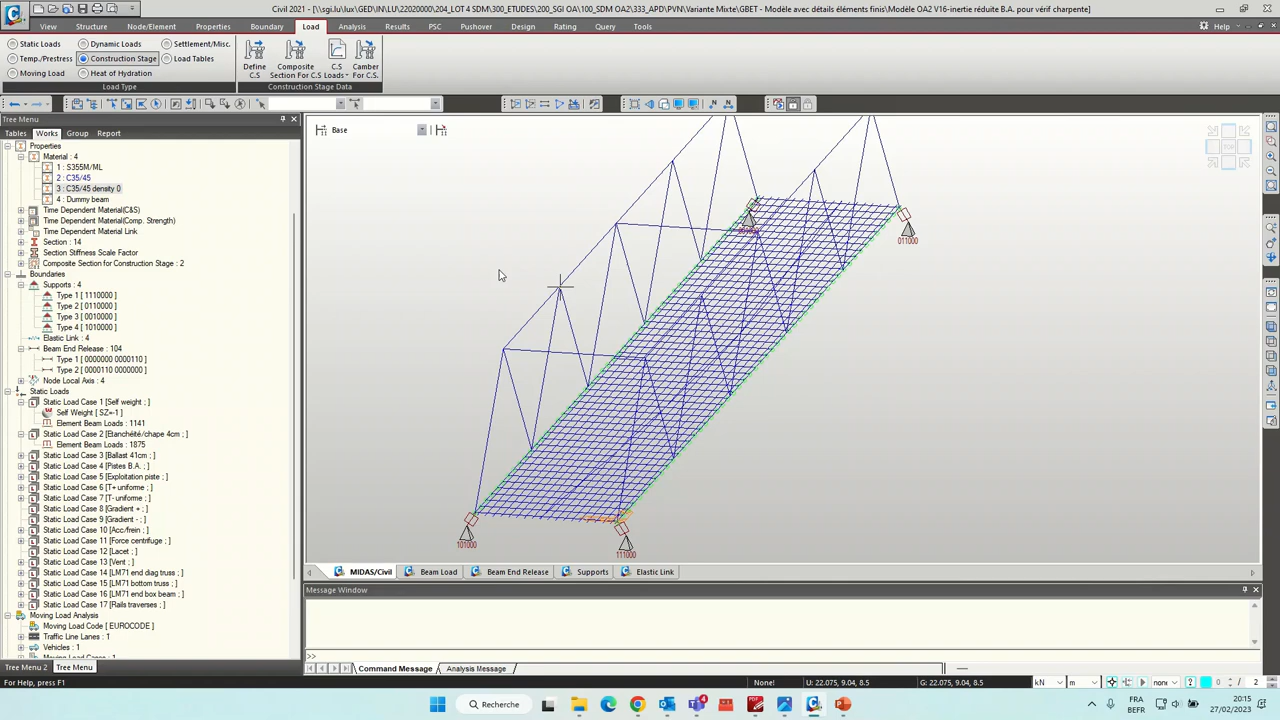 Civil 2021 - [\\sgi.lu\lux\GED\IN\LU\22020000\204_LOT 4 SDM\300_ETUDES\200_SGI OA\100_SDM OA2\333_APD\PVN\Variante Mixte\GBET - Modèle avec détails éléments finis\Modèle OA2 V16-inertie réduite B.A. pour vérif charpente]
View Structure Node/Element Properties Boundary Load Analysis Results PSC Pushover Design Rating Query Tools Help
Static Loads Dynamic Loads Settlement/Misc.
Temp./Prestress Construction Stage Load Tables
Moving Load Heat of Hydration
Define C.S
Composite Section For C.S
C.S Loads
Camber For C.S
Load Type Construction Stage Data
Tree Menu
Tables Works Group Report
Properties
Material : 4
1 : S355M/ML
2 : C35/45
3 : C35/45 density 0
4 : Dummy beam
Time Dependent Material(C&S)
Time Dependent Material(Comp. Strength)
Time Dependent Material Link
Section : 14
Section Stiffness Scale Factor
Composite Section for Construction Stage : 2
Boundaries
Supports : 4
Type 1 [ 1110000 ]
Type 2 [ 0110000 ]
Type 3 [ 0010000 ]
Type 4 [ 1010000 ]
Elastic Link : 4
Beam End Release : 104
Type 1 [ 0000000 0000110 ]
Type 2 [ 0000110 0000000 ]
Node Local Axis : 4
Static Loads
Static Load Case 1 [Self weight ; ]
Self Weight [ SZ=-1 ]
Element Beam Loads : 1141
Static Load Case 2 [Etanchéité/chape 4cm ; ]
Element Beam Loads : 1875
Static Load Case 3 [Ballast 41cm ; ]
Static Load Case 4 [Pistes B.A. ; ]
Static Load Case 5 [Exploitation piste ; ]
Static Load Case 6 [T+ uniforme ; ]
Static Load Case 7 [T- uniforme ; ]
Static Load Case 8 [Gradient + ; ]
Static Load Case 9 [Gradient - ; ]
Static Load Case 10 [Acc/frein ; ]
Static Load Case 11 [Force centrifuge ; ]
Static Load Case 12 [Lacet ; ]
Static Load Case 13 [Vent ; ]
Static Load Case 14 [LM71 end diag truss ; ]
Static Load Case 15 [LM71 bottom truss ; ]
Static Load Case 16 [LM71 end box beam ; ]
Static Load Case 17 [Rails traverses ; ]
Moving Load Analysis
Moving Load Code [ EUROCODE ]
Traffic Line Lanes : 1
Vehicles : 1
Tree Menu 2 Tree Menu
Base
TOP
011000
101000
111000
MIDAS/Civil Beam Load Beam End Release Supports Elastic Link
Message Window
>>
Command Message Analysis Message
For Help, press F1
None! U: 22.075, 9.04, 8.5 G: 22.075, 9.04, 8.5 kN m none 0 / 2
Recherche
4
FRA
BEFR
20:15
27/02/2023